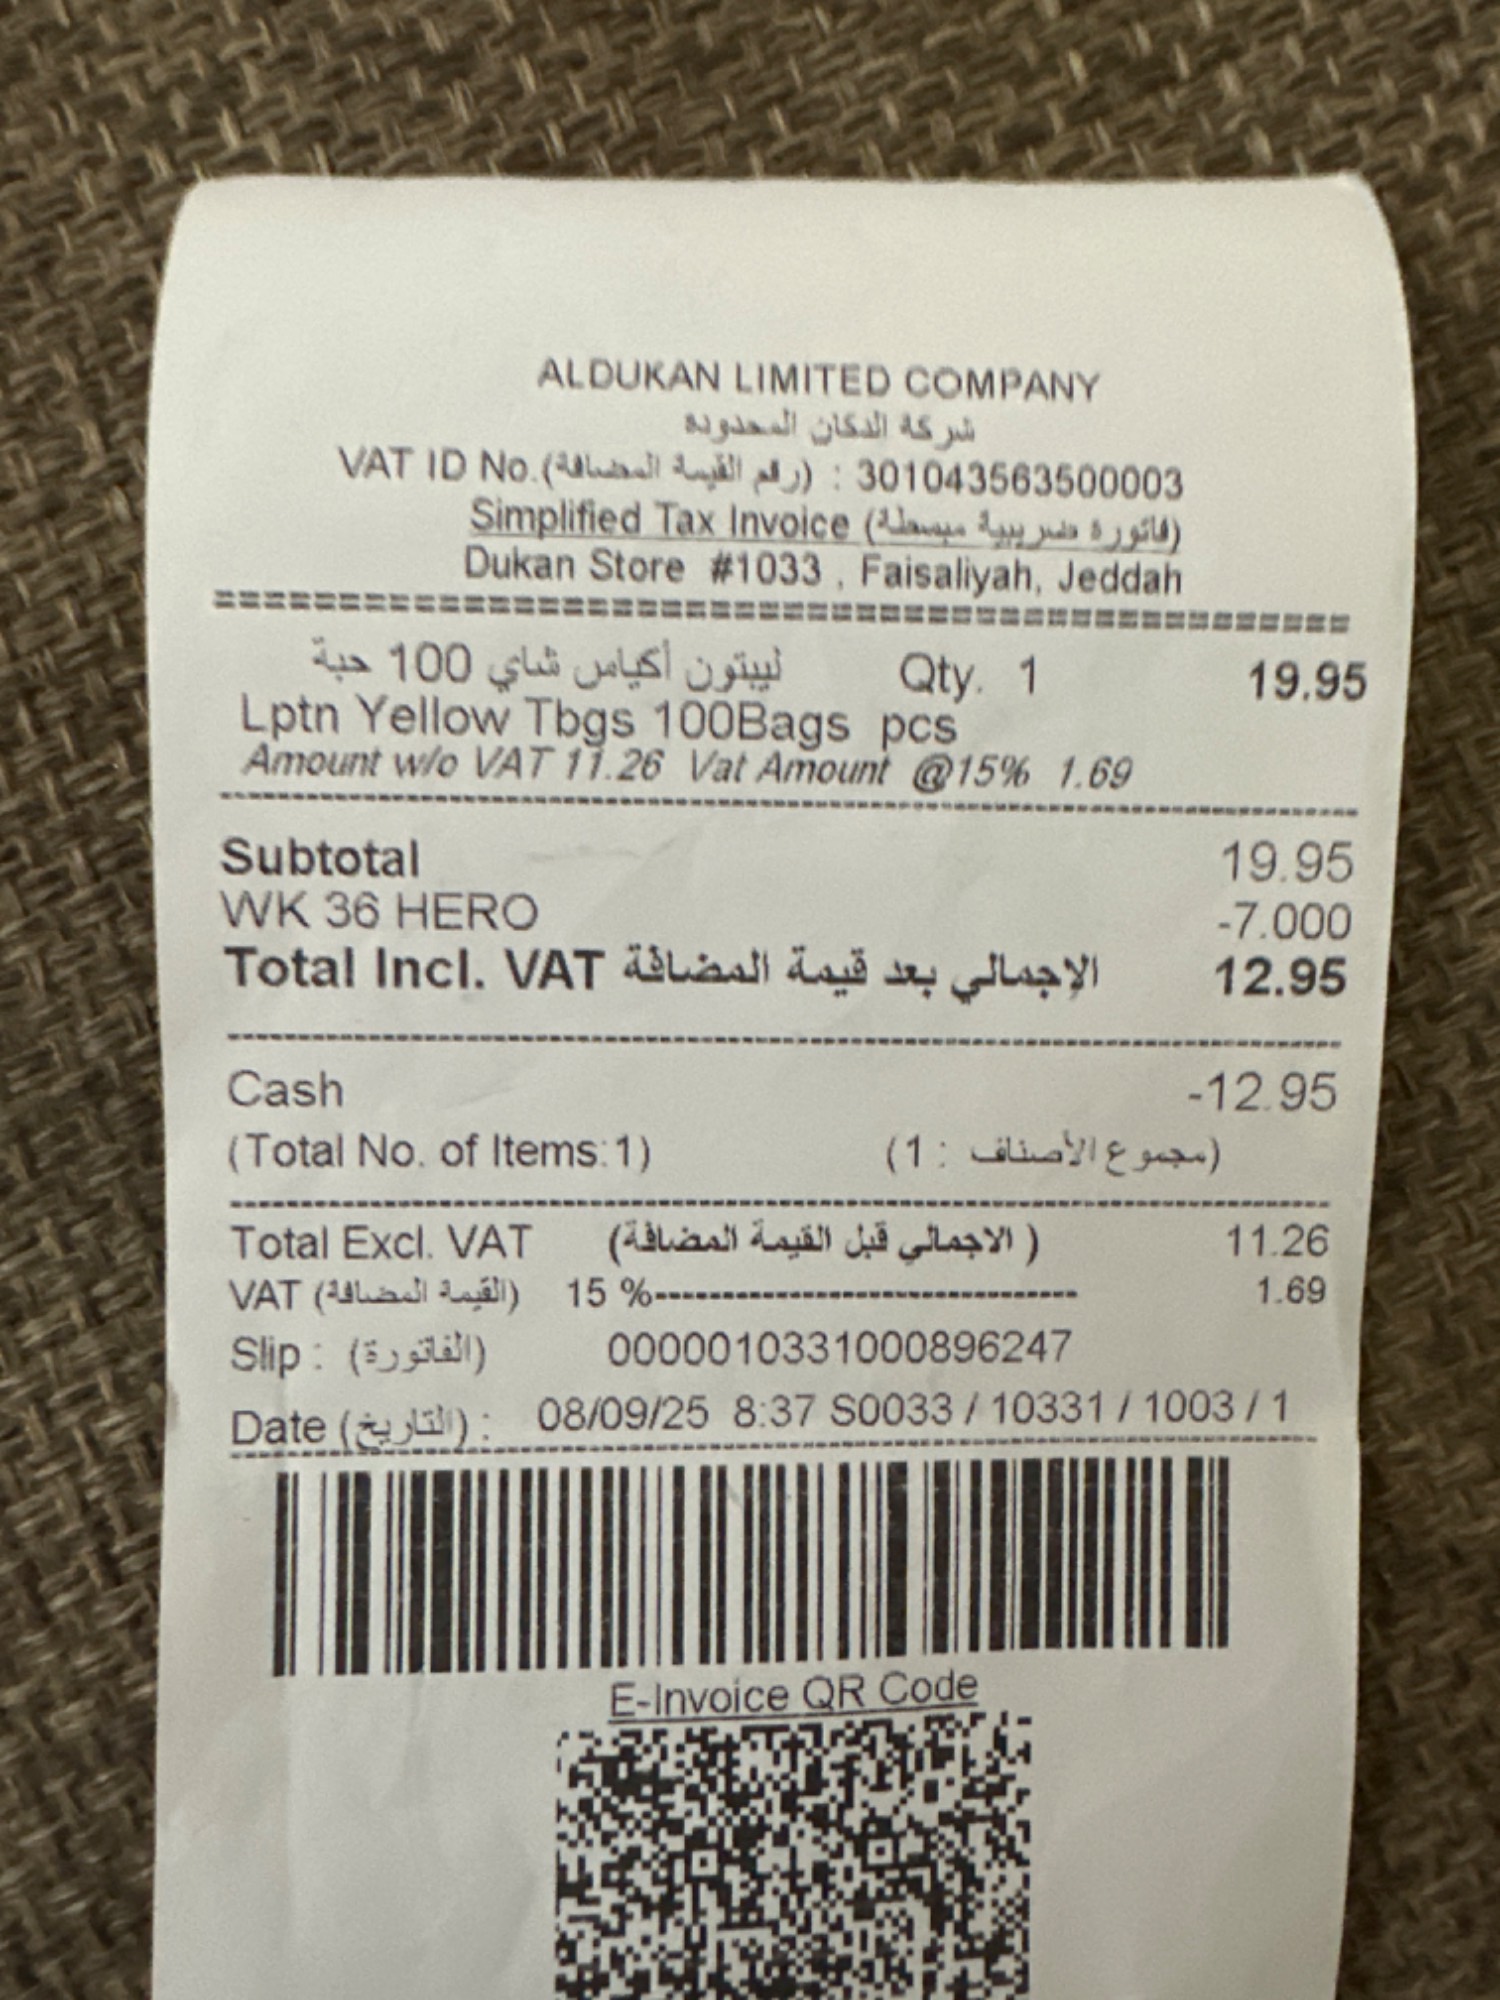 ALDUKAN LIMITED COMPANY
شركة الدكان المحدودة
VAT ID No.(رقم القيمة المضافة) : 301043563500003
Simplified Tax Invoice (فاتورة ضريبية مبسطة)
Dukan Store #1033 , Faisaliyah, Jeddah
ليبتون أكياس شاي 100 حبة Qty. 1 19.95
Lptn Yellow Tbgs 100Bags pcs
Amount w/o VAT 11.26 Vat Amount @15% 1.69
Subtotal 19.95
WK 36 HERO -7.000
Total Incl. VAT الإجمالي بعد قيمة المضافة 12.95
Cash -12.95
(Total No. of Items:1) (مجموع الأصناف : 1)
Total Excl. VAT (الاجمالي قبل القيمة المضافة ) 11.26
VAT (القيمة المضافة) 15 %-------------------------------- 1.69
Slip : (الفاتورة) 0000010331000896247
Date (التاريخ) : 08/09/25 8:37 S0033 / 10331 / 1003 / 1
E-Invoice QR Code